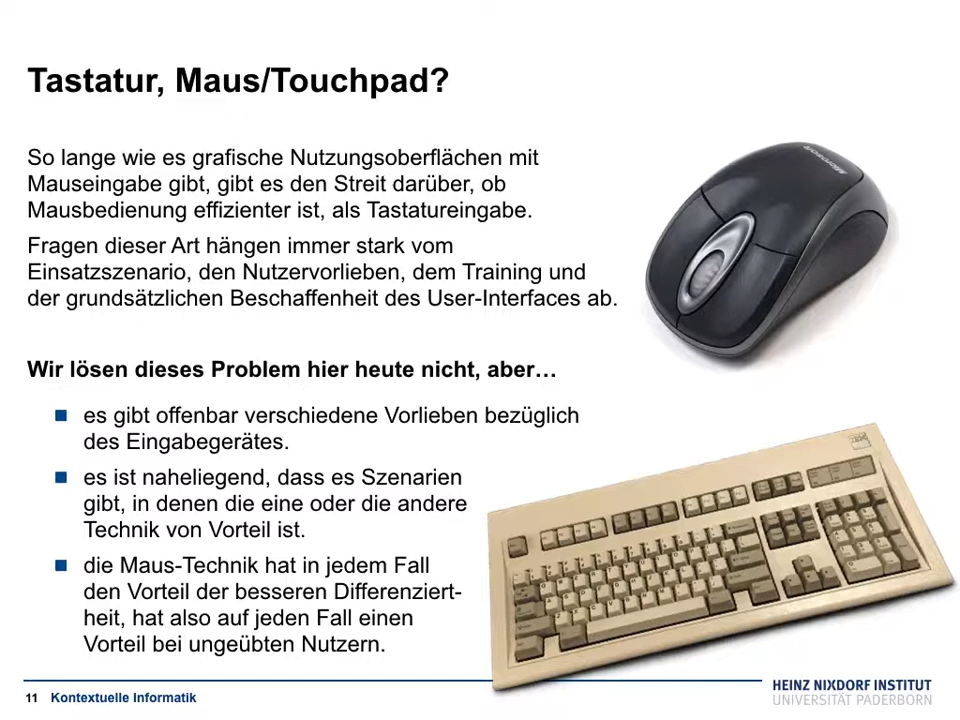 Tastatur, Maus/Touchpad?
So lange wie es grafische Nutzungsoberflächen mit
Mauseingabe gibt, gibt es den Streit darüber, ob
Mausbedienung effizienter ist, als Tastatureingabe.
Fragen dieser Art hängen immer stark vom
Einsatzszenario, den Nutzervorlieben, dem Training und
der grundsätzlichen Beschaffenheit des User-Interfaces ab.
Microsoft
Wir lösen dieses Problem hier heute nicht, aber…
es gibt offenbar verschiedene Vorlieben bezüglich
des Eingabegerätes.
es ist naheliegend, dass es Szenarien
gibt, in denen die eine oder die andere
Technik von Vorteil ist.
die Maus-Technik hat in jedem Fall
den Vorteil der besseren Differenziert-
heit, hat also auf jeden Fall einen
Vorteil bei ungeübten Nutzern.
IBM
11 Kontextuelle Informatik
HEINZ NIXDORF INSTITUT
UNIVERSITÄT PADERBORN